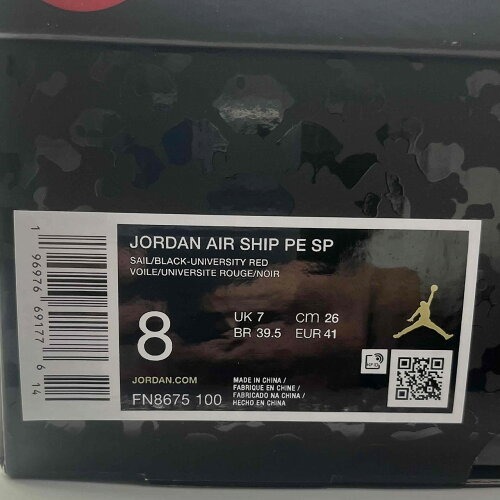 JORDAN AIR SHIP PE SP
SAIL/BLACK-UNIVERSITY RED
VOILE/UNIVERSITE ROUGE/NOIR
8
UK 7 cm 26
BR 39.5 EUR 41
JORDAN.COM
FN8675 100
MADE IN CHINA /
FABRIQUE EN CHINE /
FABRICADO NA CHINA /
HECHO EN CHINA
1 96976 69177 6 14